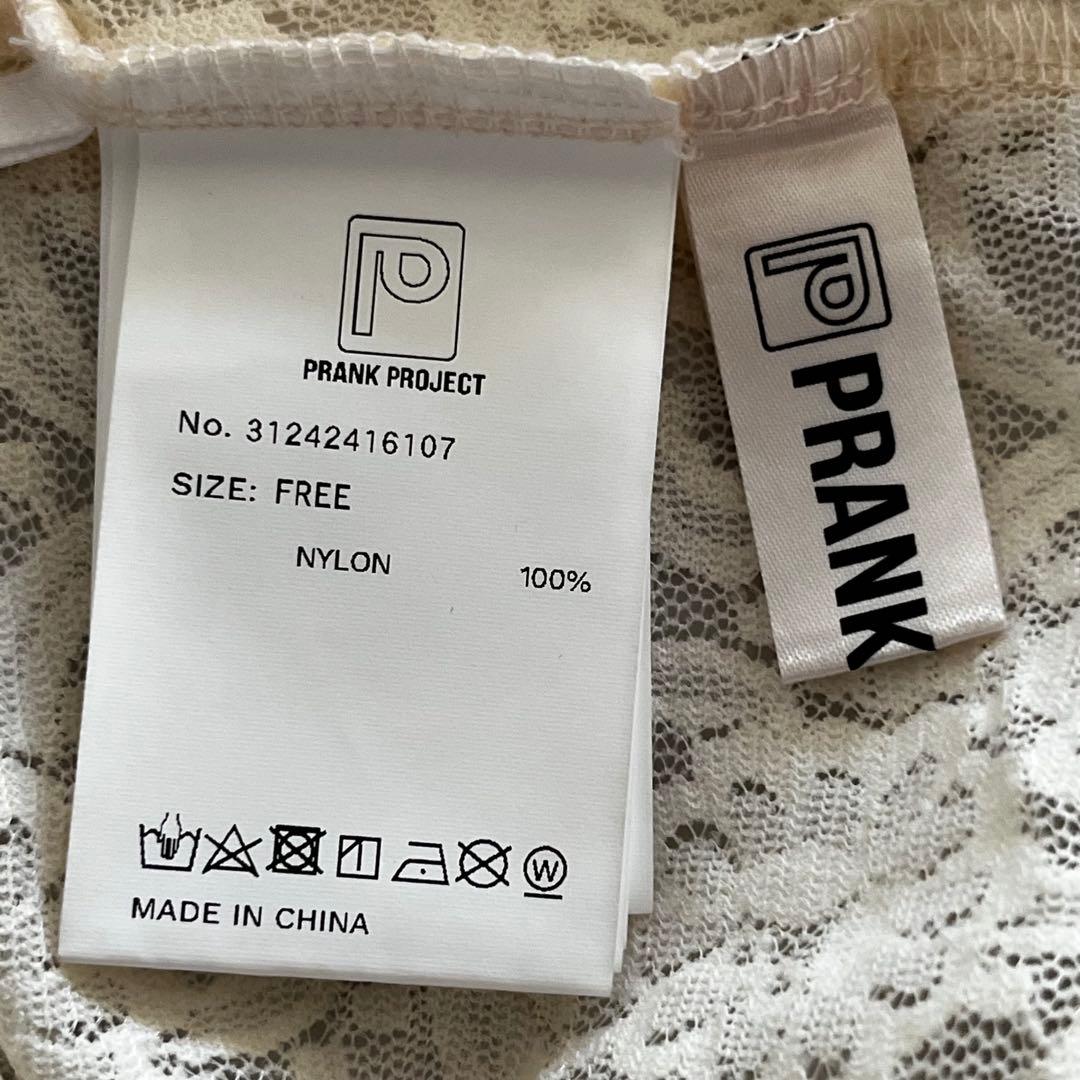 PRANK PROJECT
No. 31242416107
SIZE: FREE
NYLON 100%
W
MADE IN CHINA
PRANK